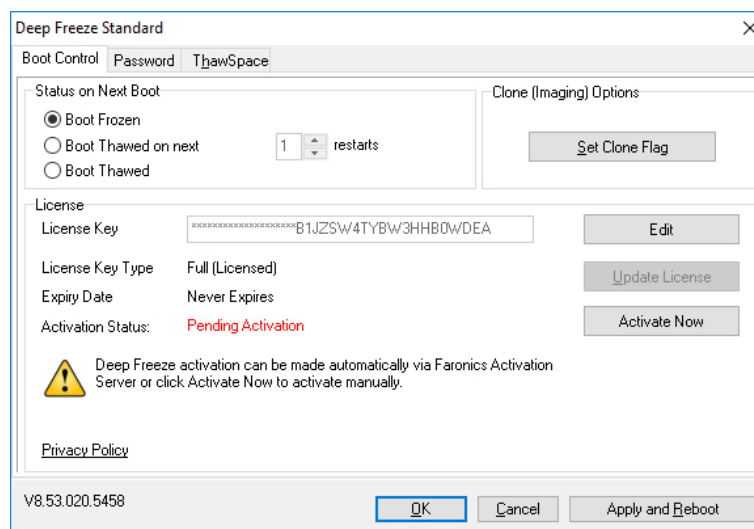 Deep Freeze Standard
Boot Control Password ThawSpace
Status on Next Boot
Boot Frozen
Boot Thawed on next 1 restarts
Boot Thawed
Clone (Imaging) Options
Set Clone Flag
License
License Key ********************B1JZSW4TYBW3HHB0WDEA Edit
License Key Type Full (Licensed) Update License
Expiry Date Never Expires
Activation Status: Pending Activation Activate Now
Deep Freeze activation can be made automatically via Faronics Activation
Server or click Activate Now to activate manually.
Privacy Policy
V8.53.020.5458
OK Cancel Apply and Reboot